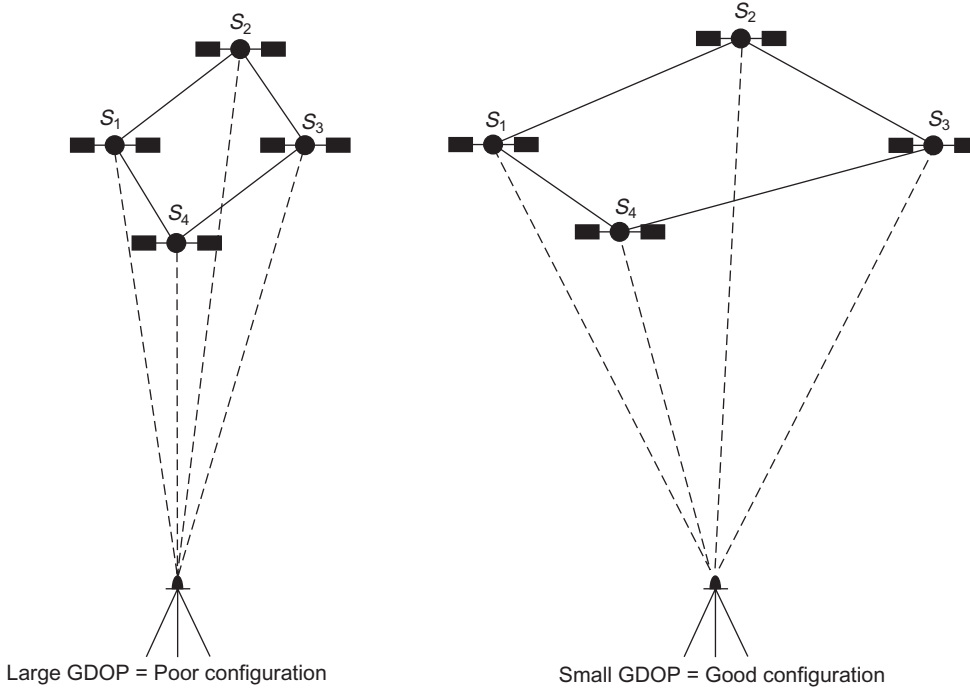 S2
S1
S3
S4
Large GDOP = Poor configuration
S2
S1
S3
S4
Small GDOP = Good configuration